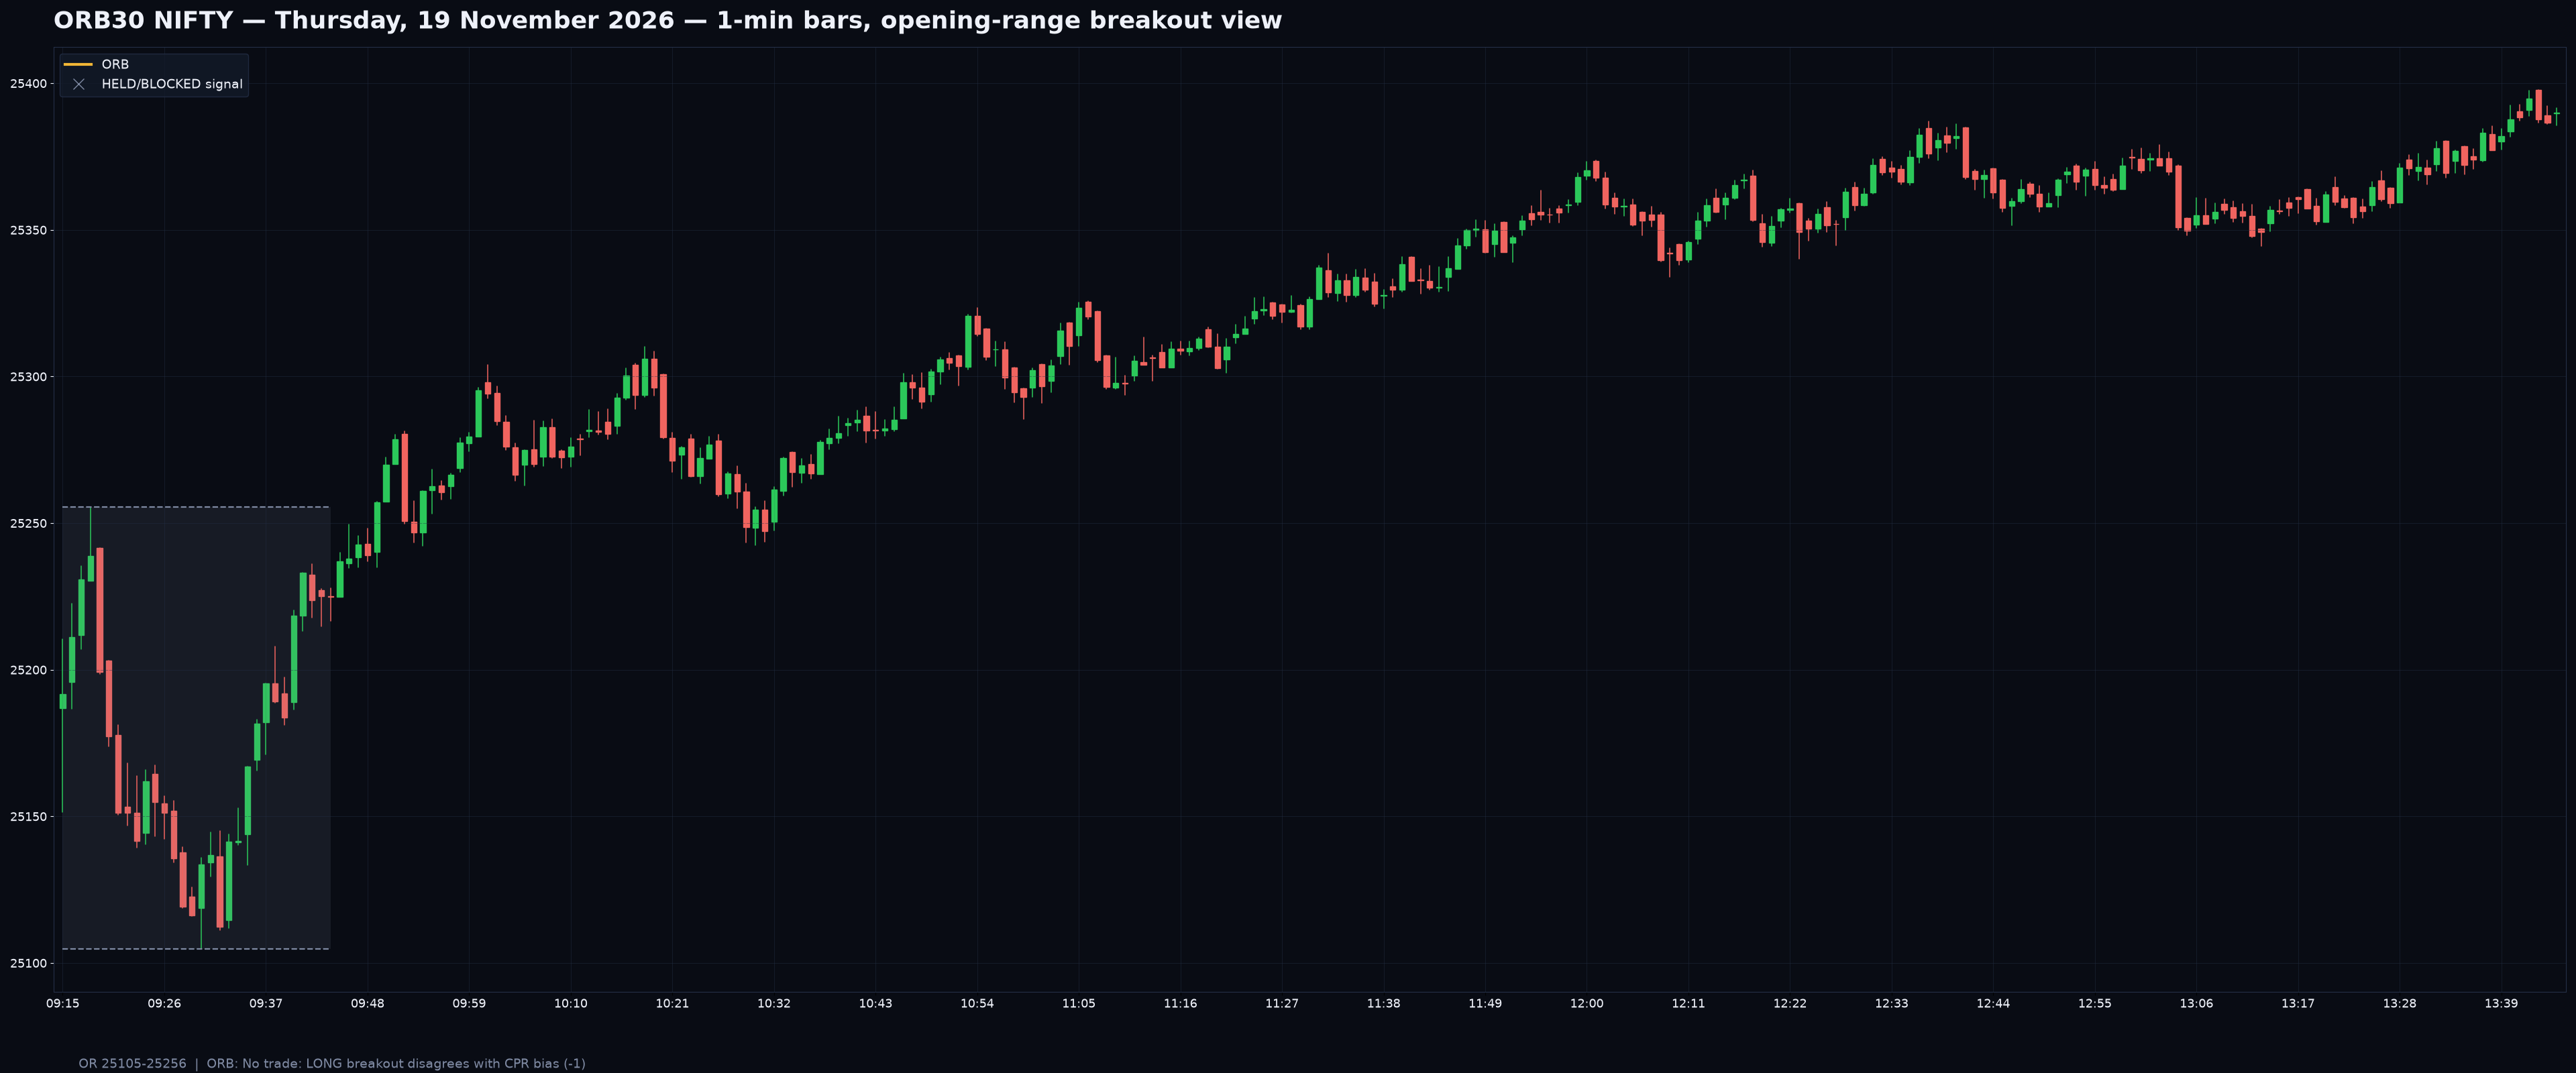 ORB30 NIFTY — Thursday, 19 November 2026 — 1-min bars, opening-range breakout view
ORB
HELD/BLOCKED signal
25400
25350
25300
25250
25200
25150
25100
09:15 09:26 09:37 09:48 09:59 10:10 10:21 10:32 10:43 10:54 11:05 11:16 11:27 11:38 11:49 12:00 12:11 12:22 12:33 12:44 12:55 13:06 13:17 13:28 13:39
OR 25105-25256 | ORB: No trade: LONG breakout disagrees with CPR bias (-1)